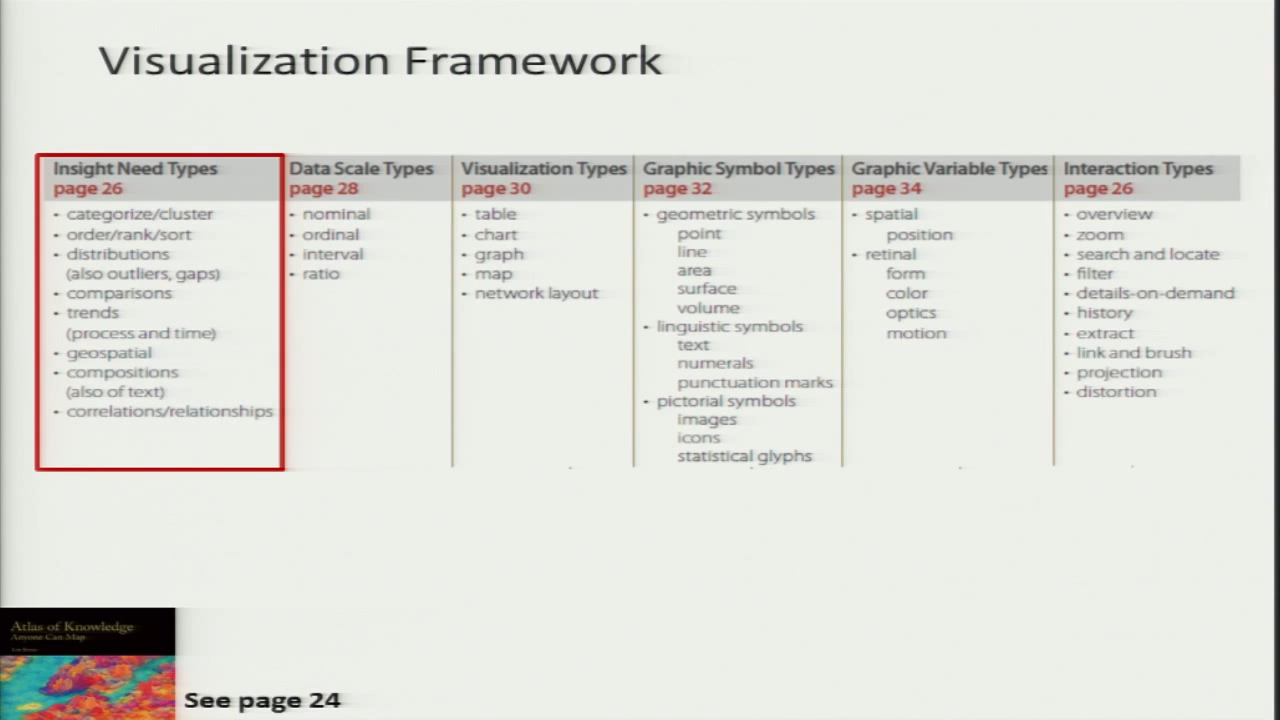 Visualization Framework
Insight Need Types
page 26
• categorize/cluster
• order/rank/sort
• distributions
(also outliers, gaps)
• comparisons
• trends
(process and time)
• geospatial
• compositions
(also of text)
• correlations/relationships
Data Scale Types
page 28
• nominal
• ordinal
• interval
• ratio
Visualization Types
page 30
• table
• chart
• graph
• map
• network layout
Graphic Symbol Types
page 32
• geometric symbols
point
line
area
surface
volume
• linguistic symbols
text
numerals
punctuation marks
• pictorial symbols
images
icons
statistical glyphs
Graphic Variable Types
page 34
• spatial
position
• retinal
form
color
optics
motion
Interaction Types
page 26
• overview
• zoom
• search and locate
• filter
• details-on-demand
• history
• extract
• link and brush
• projection
• distortion
Atlas of Knowledge
Anyone Can Map
See page 24